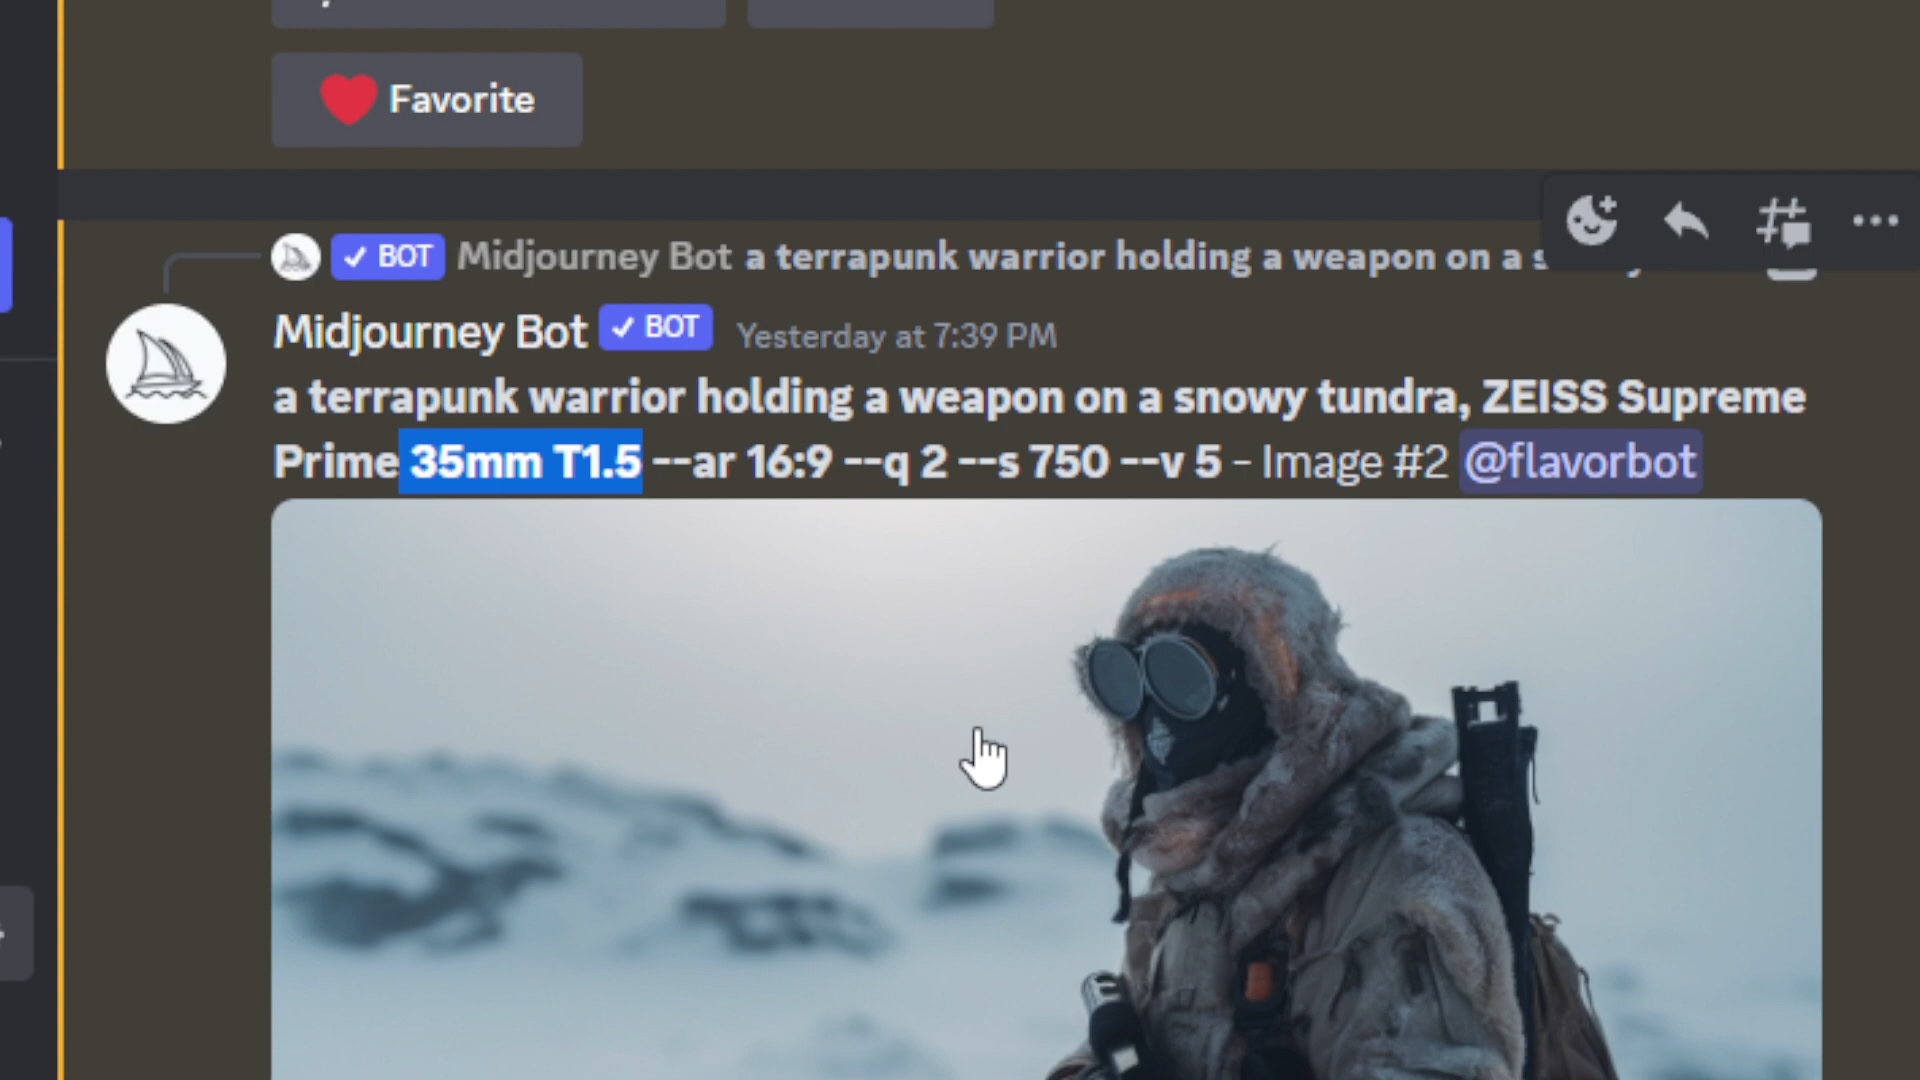 Favorite
BOT Midjourney Bot a terrapunk warrior holding a weapon on a
Midjourney Bot BOT Yesterday at 7:39 PM
a terrapunk warrior holding a weapon on a snowy tundra, ZEISS Supreme
Prime 35mm T1.5 --ar 16:9 --q 2 --s 750 --v 5 - Image #2 @flavorbot